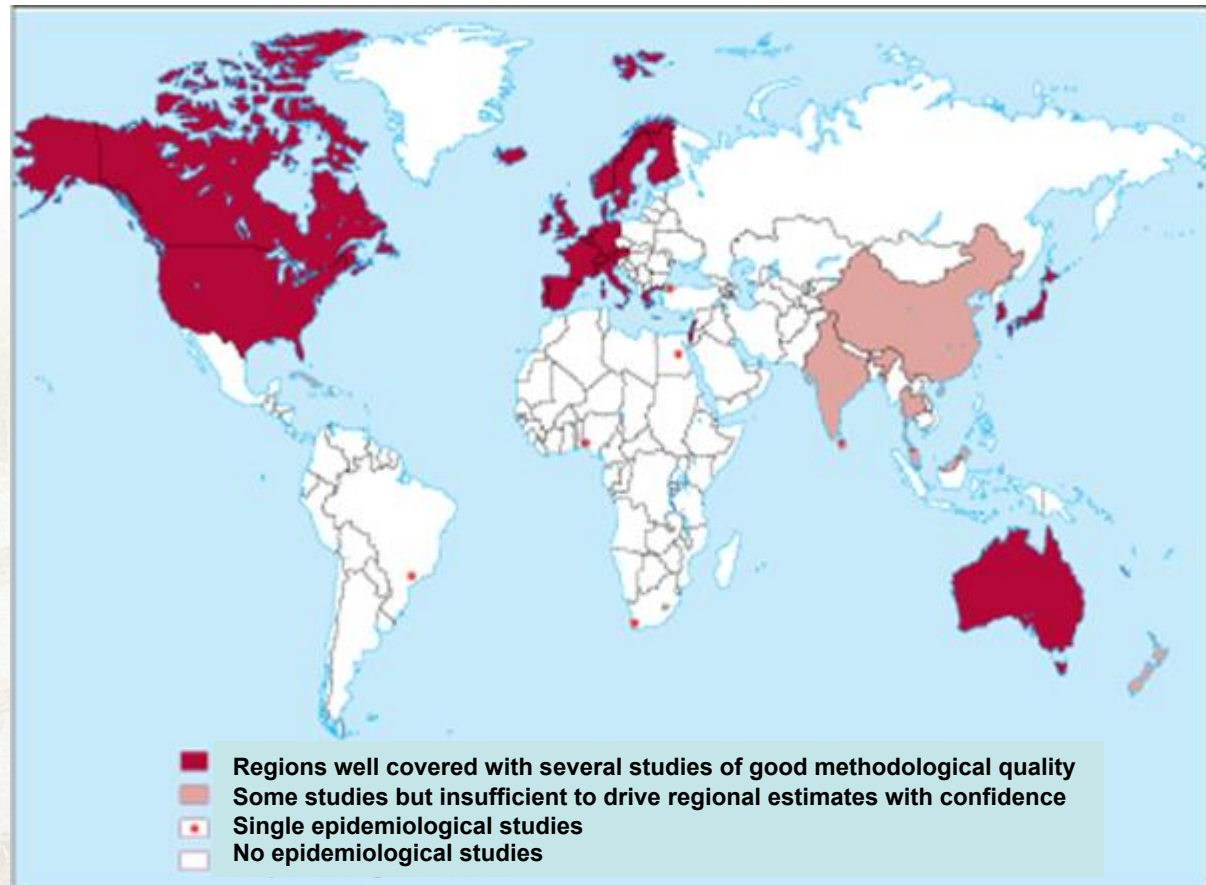 Regions well covered with several studies of good methodological quality
Some studies but insufficient to drive regional estimates with confidence
Single epidemiological studies
No epidemiological studies